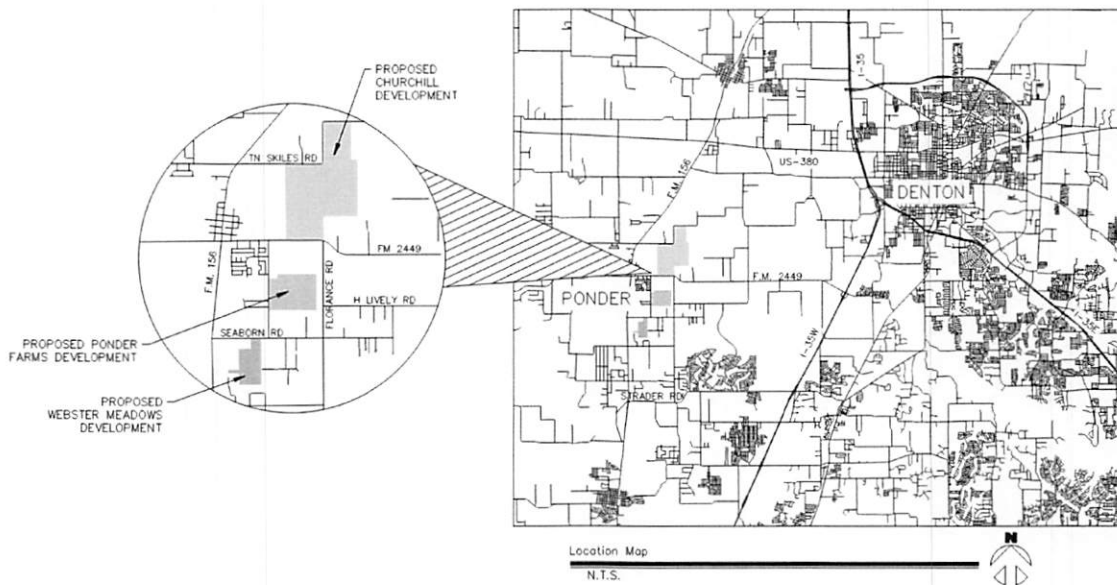 PROPOSED
CHURCHILL
DEVELOPMENT
TN SKILES RD
FM 2449
F.M. 156
FLORANCE RD
H LIVELY RD
SEABORN RD
PROPOSED PONDER
FARMS DEVELOPMENT
PROPOSED
WEBSTER MEADOWS
DEVELOPMENT
I-35
US-380
F.M. 156
DENTON
F.M. 2449
PONDER
I-35W
I-35E
STRADER RD
Location Map
N.T.S.
N